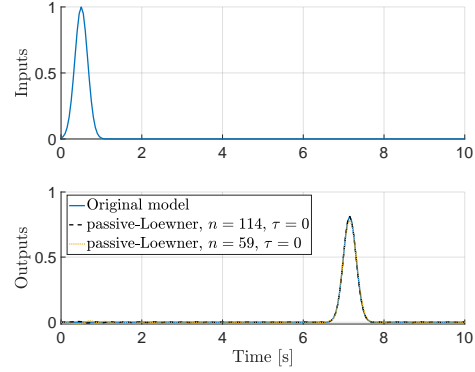 1
0.5
0
Inputs
0 2 4 6 8 10
1
0.5
0
Outputs
Original model
passive-Loewner, n = 114, τ = 0
passive-Loewner, n = 59, τ = 0
0 2 4 6 8 10
Time [s]